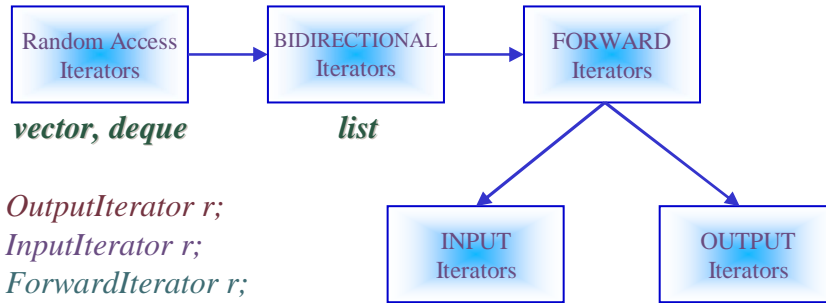 Random Access
Iterators
BIDIRECTIONAL
Iterators
FORWARD
Iterators
vector, deque
list
INPUT
Iterators
OUTPUT
Iterators
OutputIterator r;
InputIterator r;
ForwardIterator r;